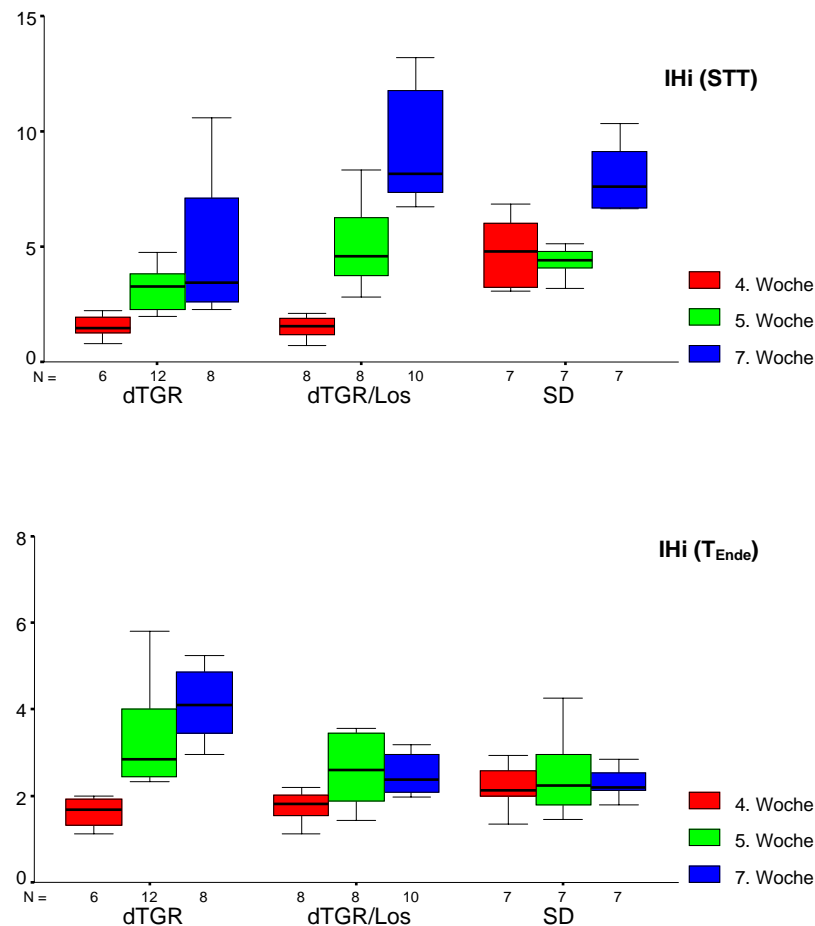 15
IHi (STT)
10
5
4. Woche
5. Woche
0
7. Woche
N = 6 12 8 8 8 10 7 7 7
dTGR dTGR/Los SD
8
IHi (TEnde)
6
4
2
4. Woche
5. Woche
0
7. Woche
N = 6 12 8 8 8 10 7 7 7
dTGR dTGR/Los SD